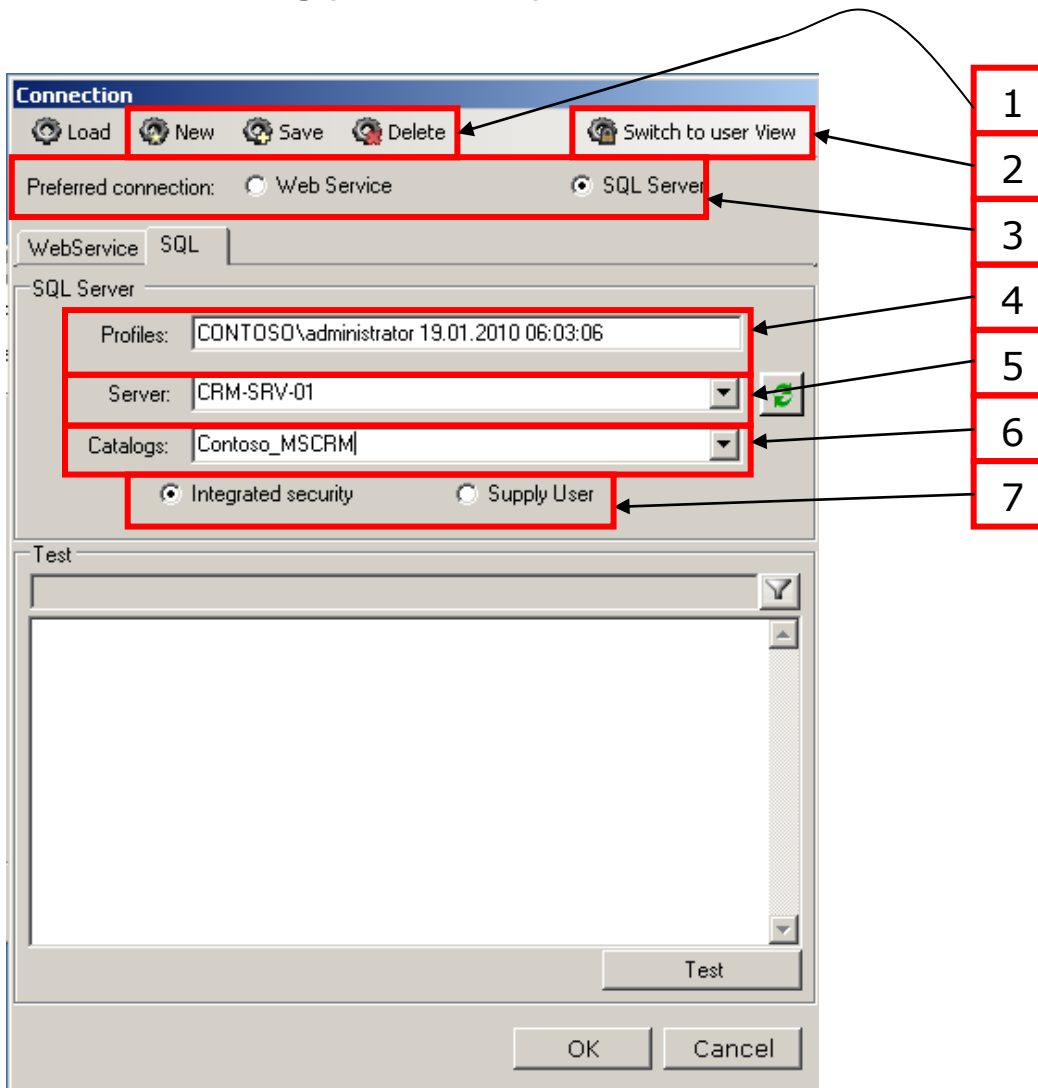 Connection
Load New Save Delete Switch to user View
Preferred connection: Web Service SQL Server
WebService SQL
SQL Server
Profiles: CONTOSO\administrator 19.01.2010 06:03:06
Server: CRM-SRV-01
Catalogs: Contoso_MSCRM
Integrated security Supply User
Test
Test
OK Cancel
1
2
3
4
5
6
7